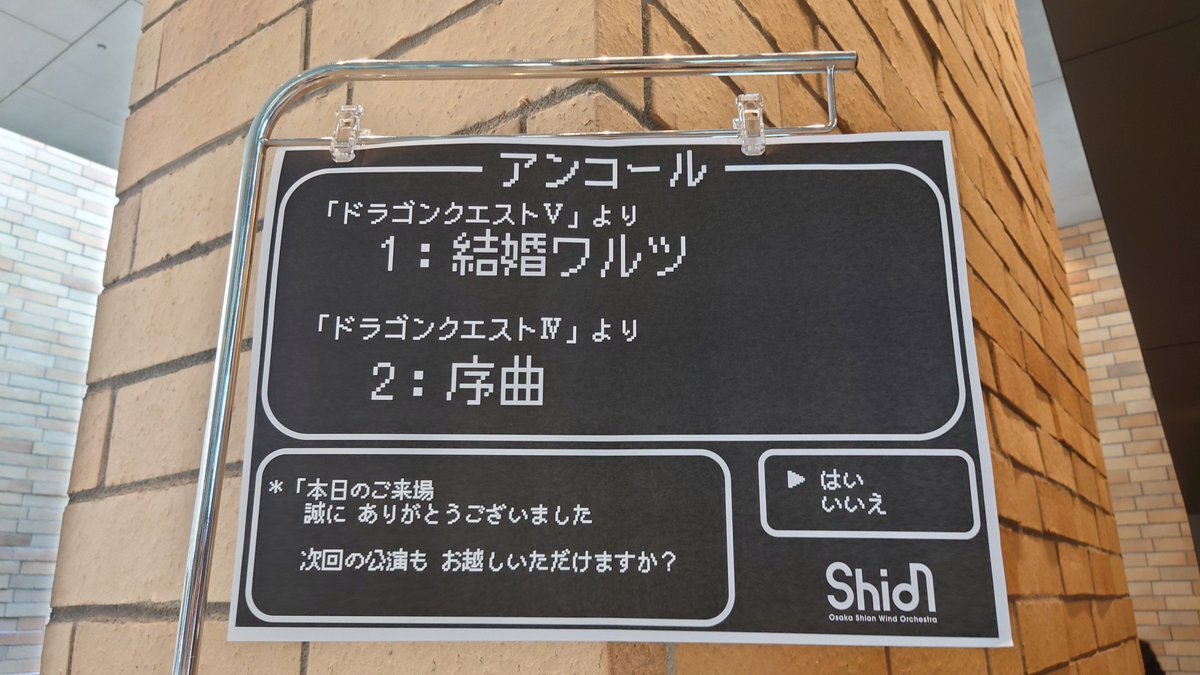 アンコール
「ドラゴンクエストⅤ」より
1：結婚ワルツ
「ドラゴンクエストⅣ」より
2：序曲
＊「本日のご来場
誠に ありがとうございました
次回の公演も お越しいただけますか？
▶ はい
いいえ
Shion
Osaka Shion Wind Orchestra